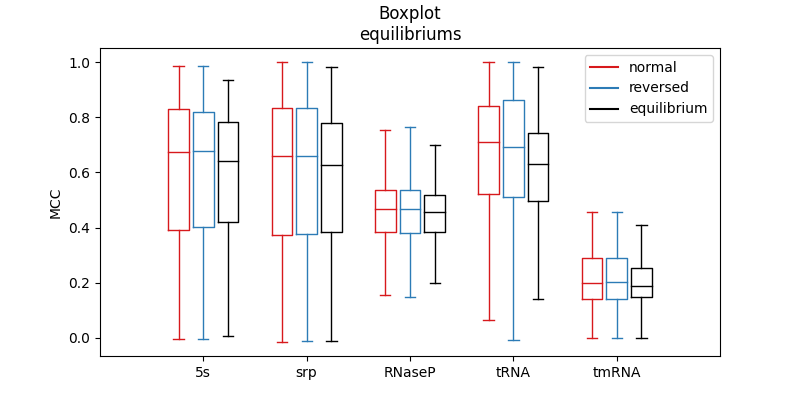 Boxplot
equilibriums
normal
reversed
equilibrium
MCC
1.0
0.8
0.6
0.4
0.2
0.0
5s
srp
RNaseP
tRNA
tmRNA